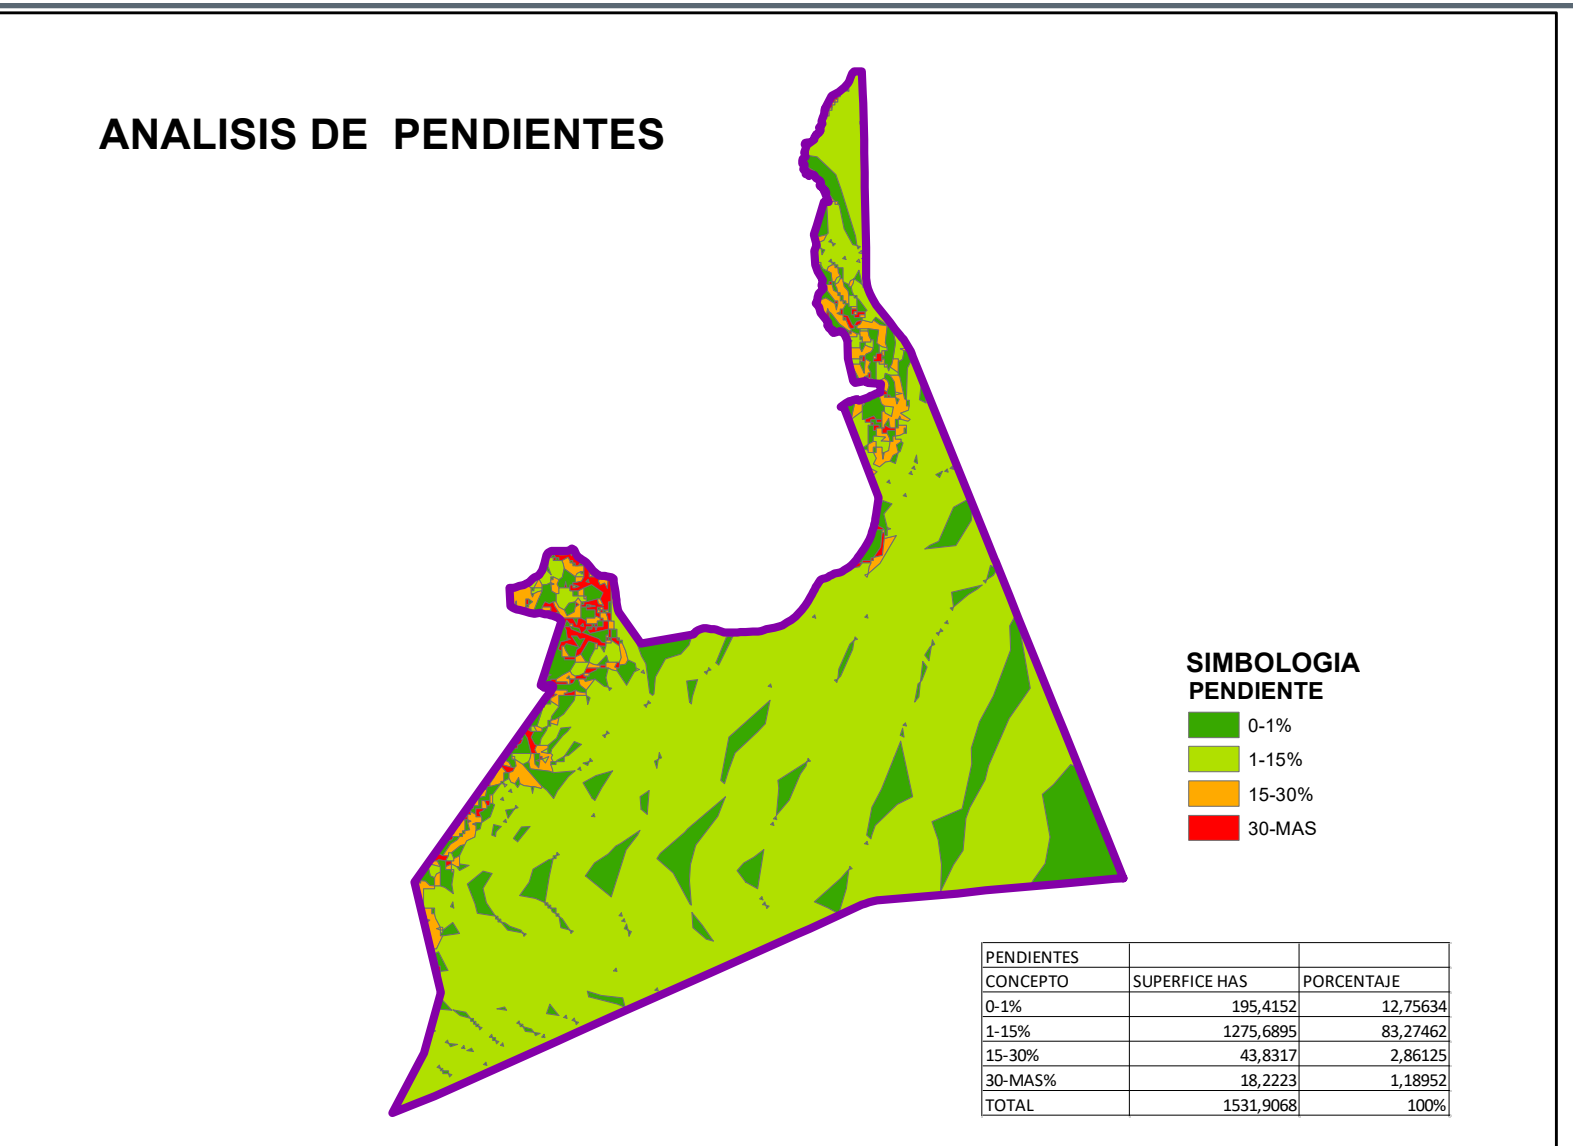 ANALISIS DE PENDIENTES
SIMBOLOGIA
PENDIENTE
0-1%
1-15%
15-30%
30-MAS
PENDIENTES
CONCEPTO SUPERFICE HAS PORCENTAJE
0-1% 195,4152 12,75634
1-15% 1275,6895 83,27462
15-30% 43,8317 2,86125
30-MAS% 18,2223 1,18952
TOTAL 1531,9068 100%